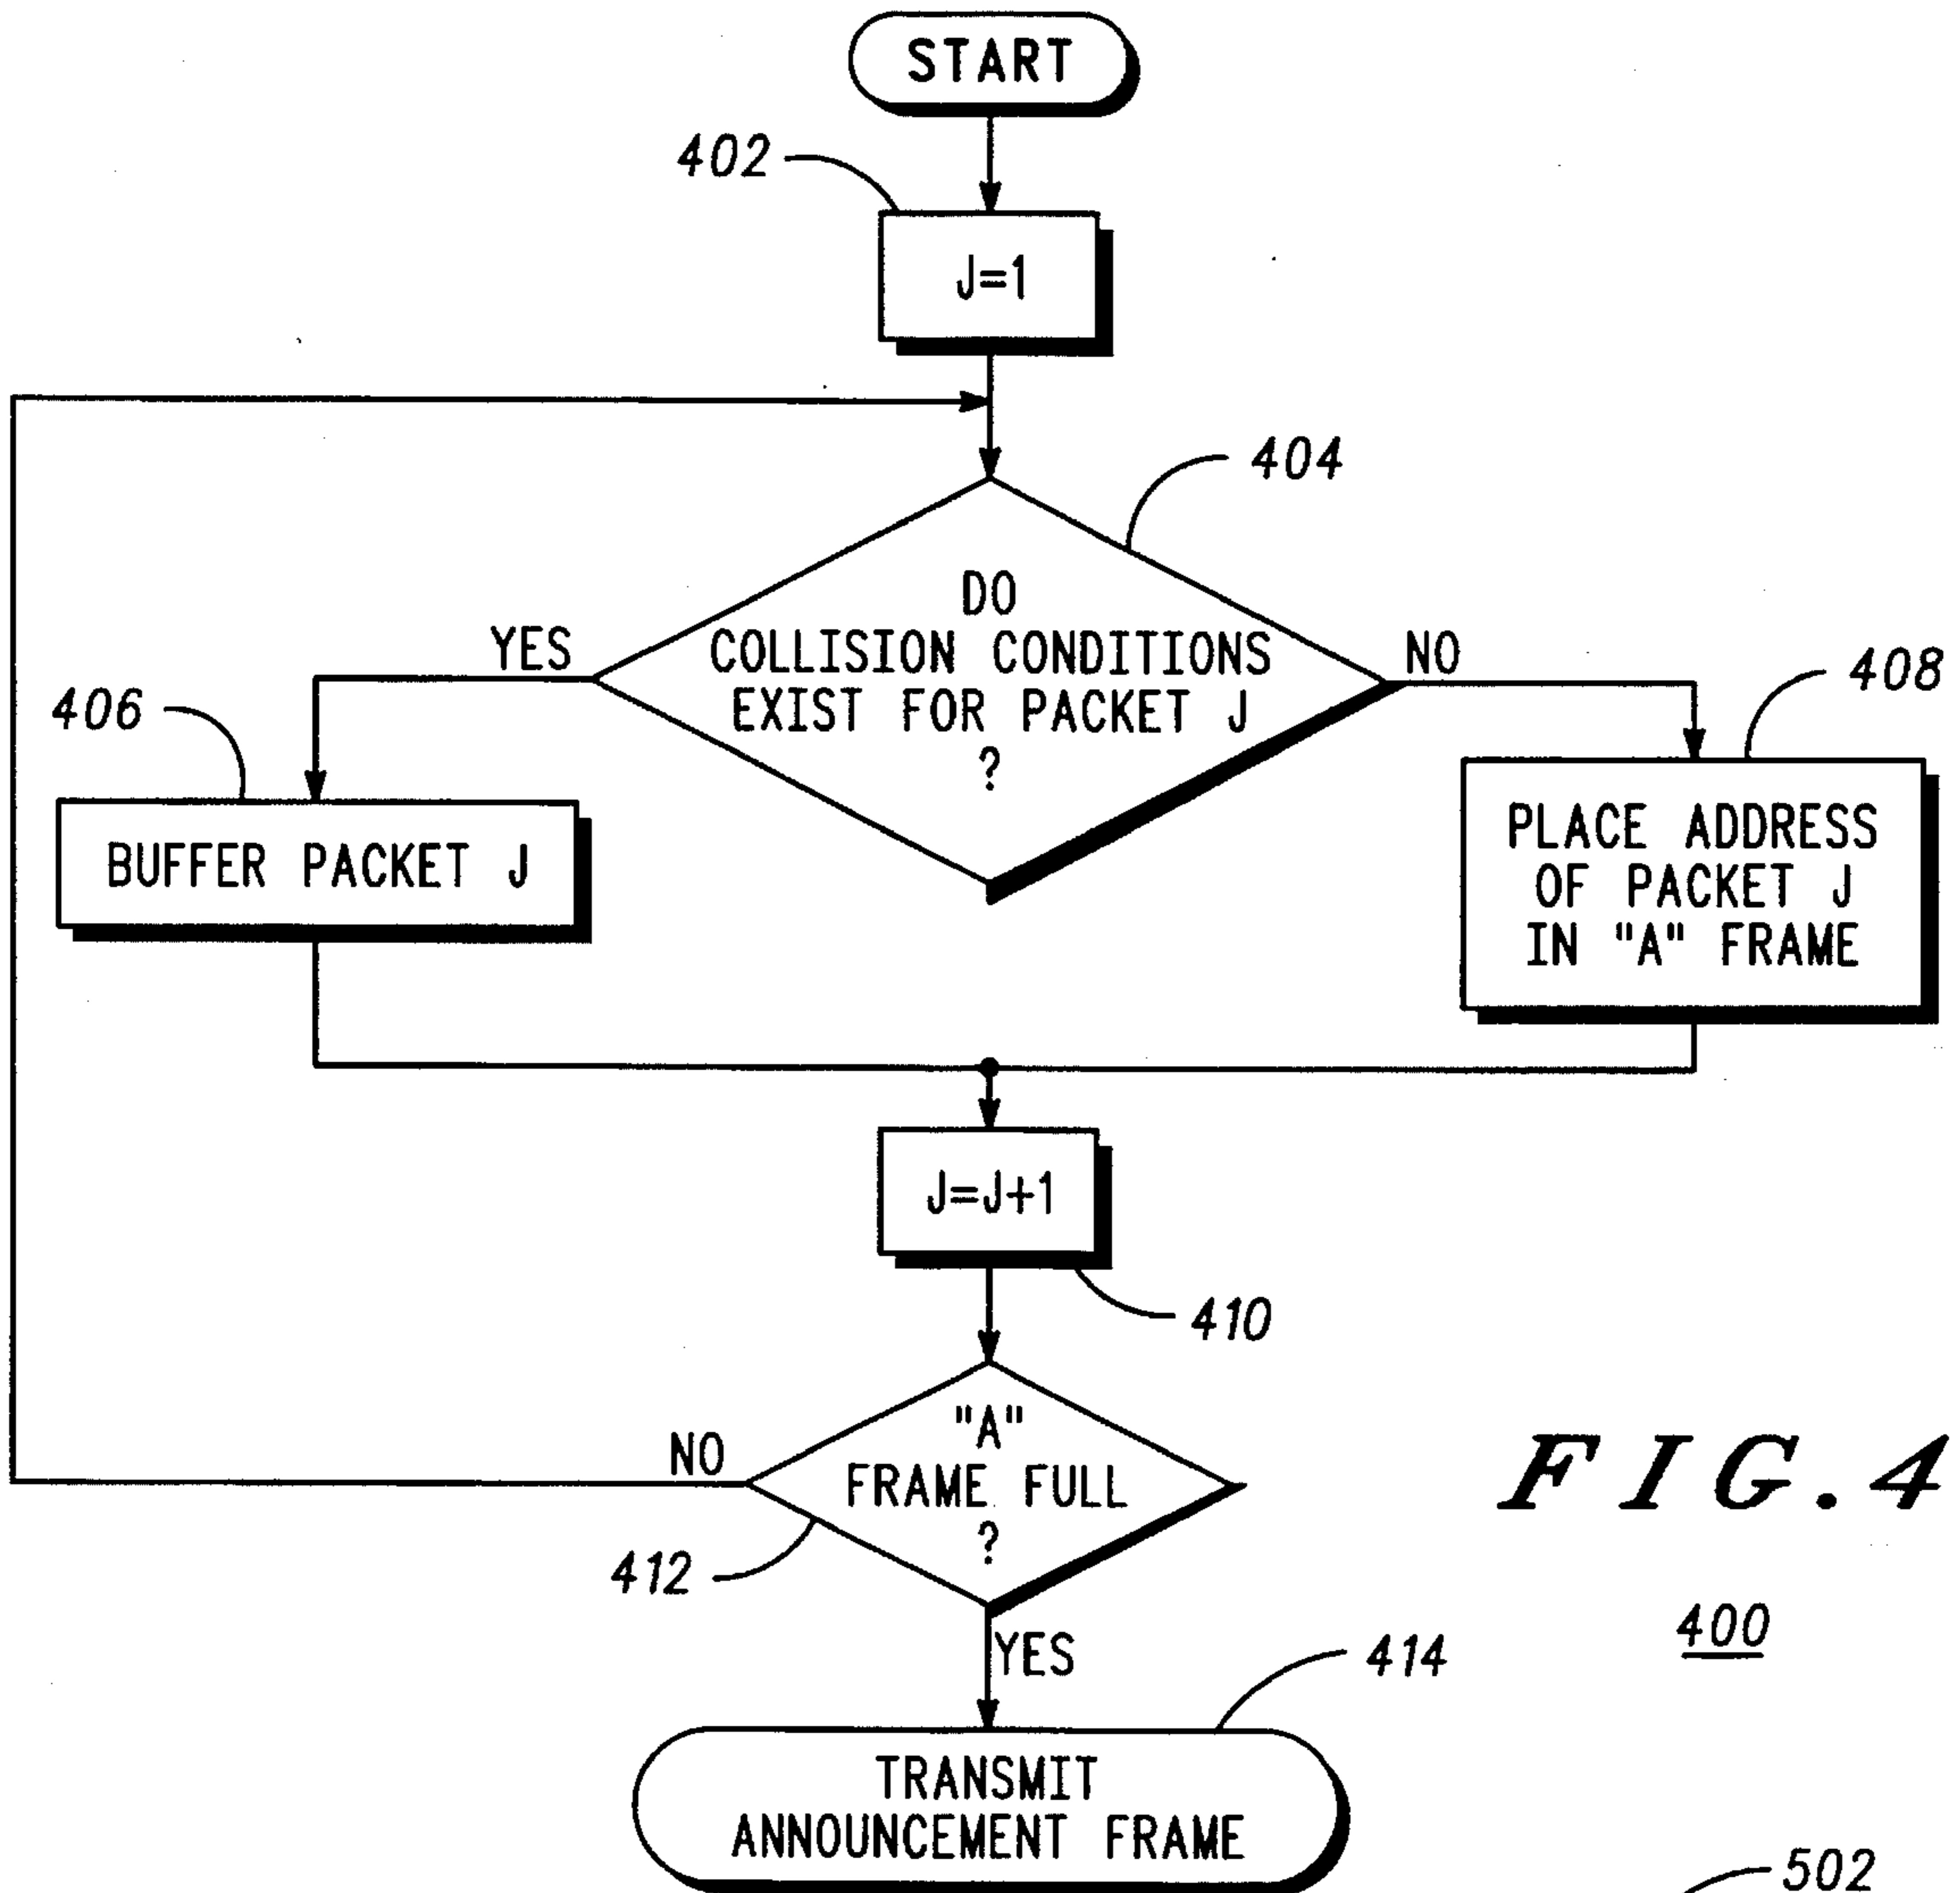 START
402
J=1
404
DO
COLLISION CONDITIONS
EXIST FOR PACKET J
?
YES
NO
406
408
BUFFER PACKET J
PLACE ADDRESS
OF PACKET J
IN "A" FRAME
J=J+1
410
"A"
FRAME FULL
?
NO
412
YES
FIG.4
400
414
TRANSMIT
ANNOUNCEMENT FRAME
502